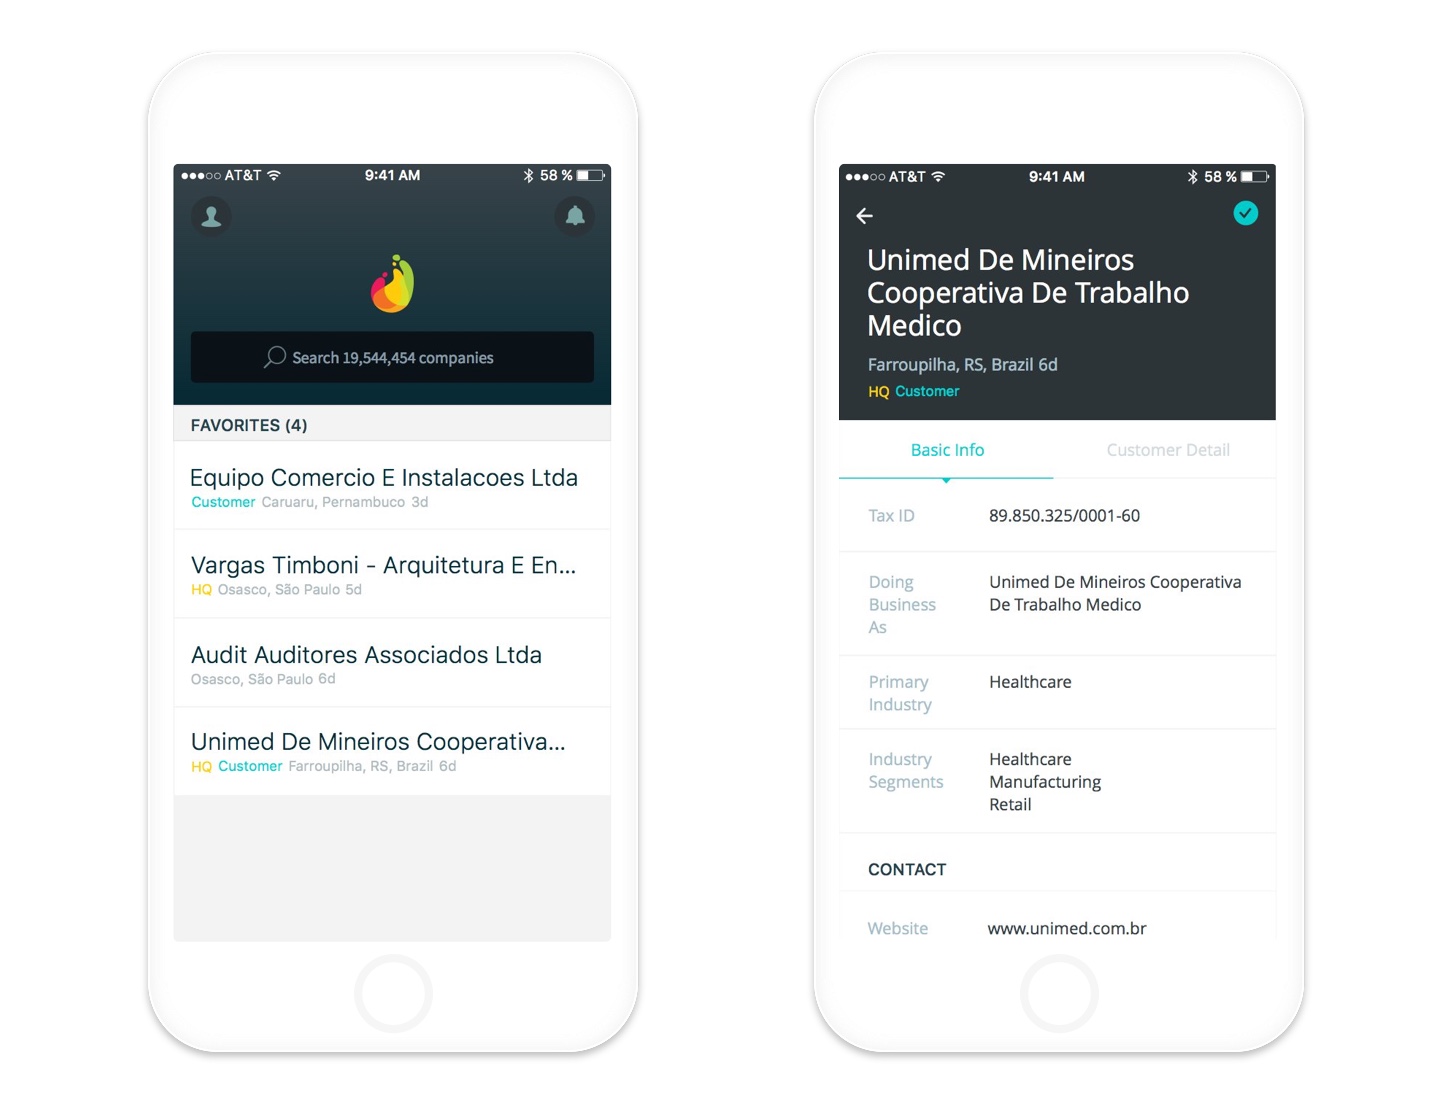 AT&T 9:41 AM 58 %
Search 19,544,454 companies
FAVORITES (4)
Equipo Comercio E Instalacoes Ltda
Customer Caruaru, Pernambuco 3d
Vargas Timboni - Arquitetura E En...
HQ Osasco, São Paulo 5d
Audit Auditores Associados Ltda
Osasco, São Paulo 6d
Unimed De Mineiros Cooperativa...
HQ Customer Farroupilha, RS, Brazil 6d
AT&T 9:41 AM 58 %
Unimed De Mineiros
Cooperativa De Trabalho
Medico
Farroupilha, RS, Brazil 6d
HQ Customer
Basic Info Customer Detail
Tax ID 89.850.325/0001-60
Doing Unimed De Mineiros Cooperativa
Business De Trabalho Medico
As
Primary Healthcare
Industry
Industry Healthcare
Segments Manufacturing
Retail
CONTACT
Website www.unimed.com.br